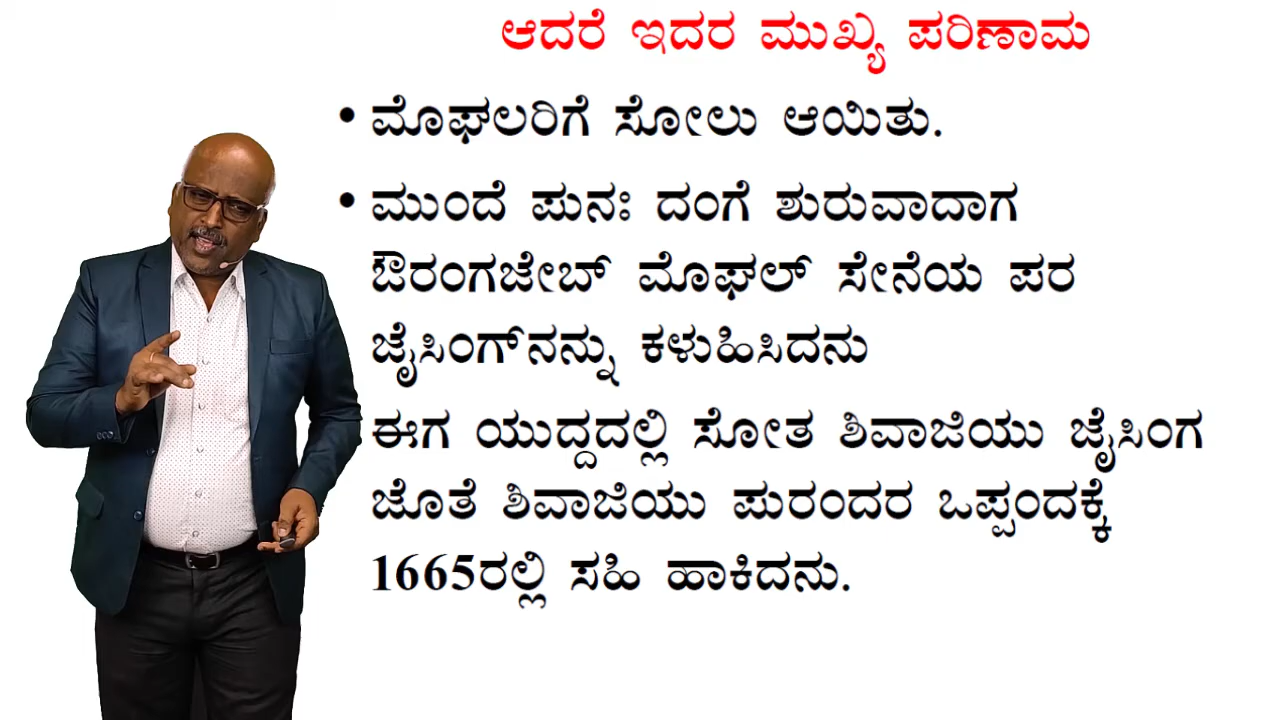 ಆದರೆ ಇದರ ಮುಖ್ಯ ಪರಿಣಾಮ
• ಮೊಘಲರಿಗೆ ಸೋಲು ಆಯಿತು.
• ಮುಂದೆ ಪುನಃ ದಂಗೆ ಶುರುವಾದಾಗ
ಔರಂಗಜೇಬ್ ಮೊಘಲ್ ಸೇನೆಯ ಪರ
ಜೈಸಿಂಗ್‌ನನ್ನು ಕಳುಹಿಸಿದನು
ಈಗ ಯುದ್ದದಲ್ಲಿ ಸೋತ ಶಿವಾಜಿಯು ಜೈಸಿಂಗ
ಜೊತೆ ಶಿವಾಜಿಯು ಪುರಂದರ ಒಪ್ಪಂದಕ್ಕೆ
1665ರಲ್ಲಿ ಸಹಿ ಹಾಕಿದನು.